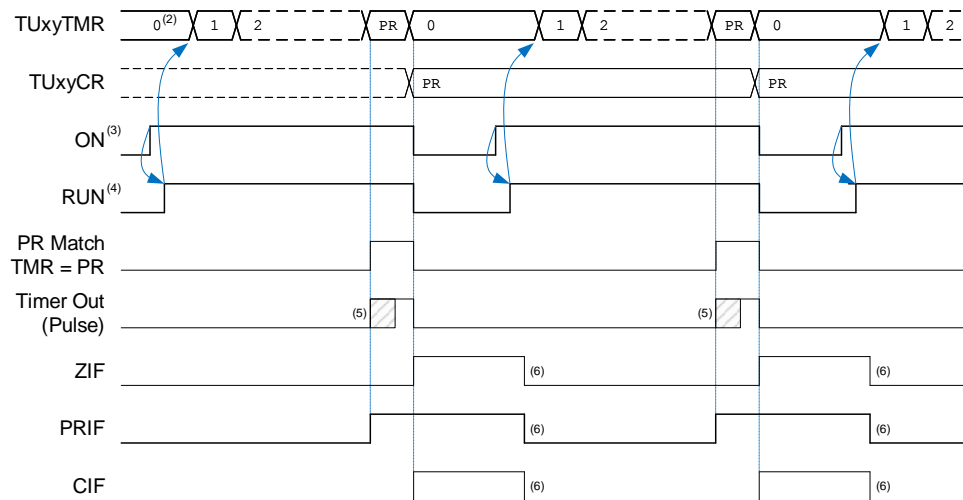 TUxyTMR 0(2) 1 2 PR 0 1 2 PR 0 1 2
TUxyCR PR PR
ON(3)
RUN(4)
PR Match
TMR = PR
Timer Out
(Pulse) (5) (5)
ZIF (6) (6)
PRIF (6) (6)
CIF (6) (6)